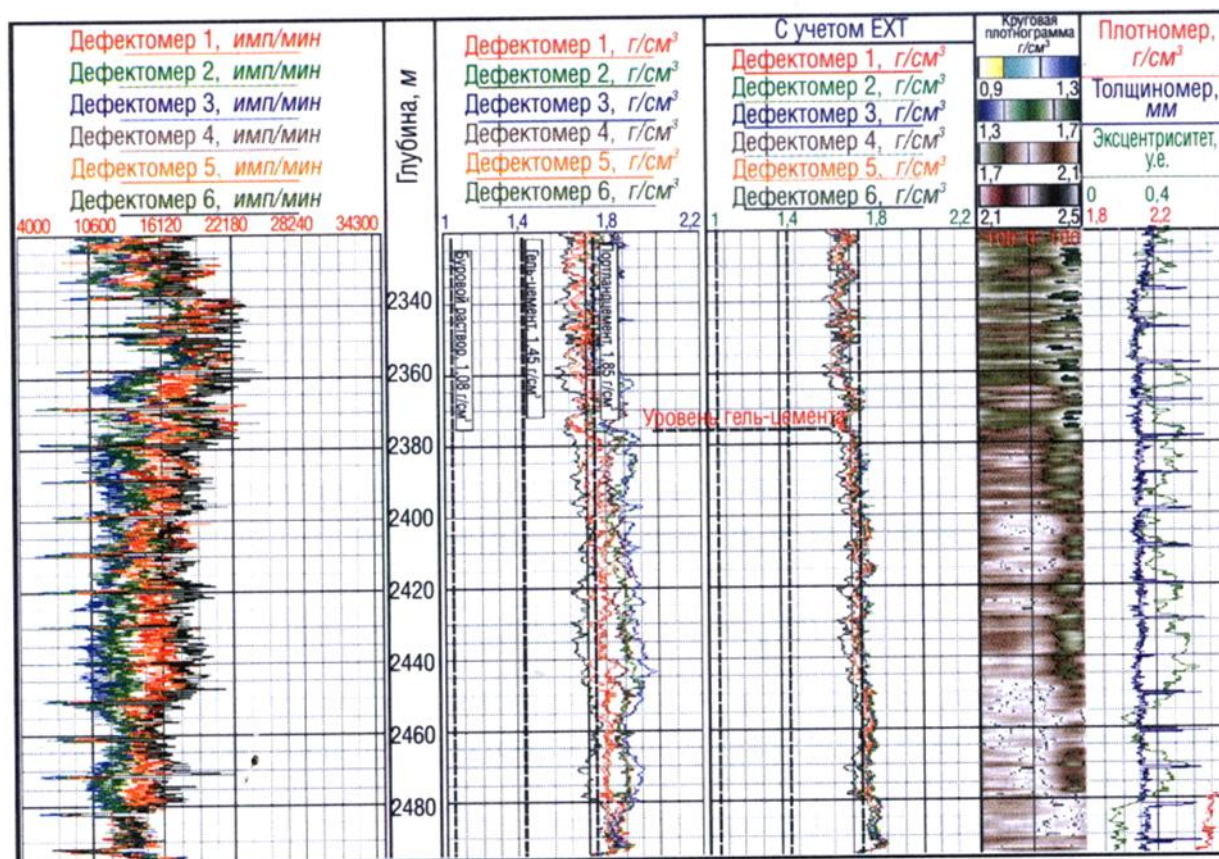 Дефектомер 1, имп/мин
Дефектомер 2, имп/мин
Дефектомер 3, имп/мин
Дефектомер 4, имп/мин
Дефектомер 5, имп/мин
Дефектомер 6, имп/мин
4000 10600 16120 22180 28240 34300
Глубина, м
Дефектомер 1, г/см³
Дефектомер 2, г/см³
Дефектомер 3, г/см³
Дефектомер 4, г/см³
Дефектомер 5, г/см³
Дефектомер 6, г/см³
1 1,4 1,8 2,2
С учетом EXT
Дефектомер 1, г/см³
Дефектомер 2, г/см³
Дефектомер 3, г/см³
Дефектомер 4, г/см³
Дефектомер 5, г/см³
Дефектомер 6, г/см³
1 1,4 1,8 2,2
Круговая
плотнограмма
г/см³
0,9 1,3
1,3 1,7
1,7 2,1
2,1 2,5
Плотномер,
г/см³
Толщиномер,
мм
Эксцентриситет,
у.е.
0 0,4
1,8 2,2
2340
2360
2380
2400
2420
2440
2460
2480
Буровой раствор, 1,08 г/см³
Гель-цемент, 1,45 г/см³
Портландцемент, 1,85 г/см³
Уровень гель-цемента